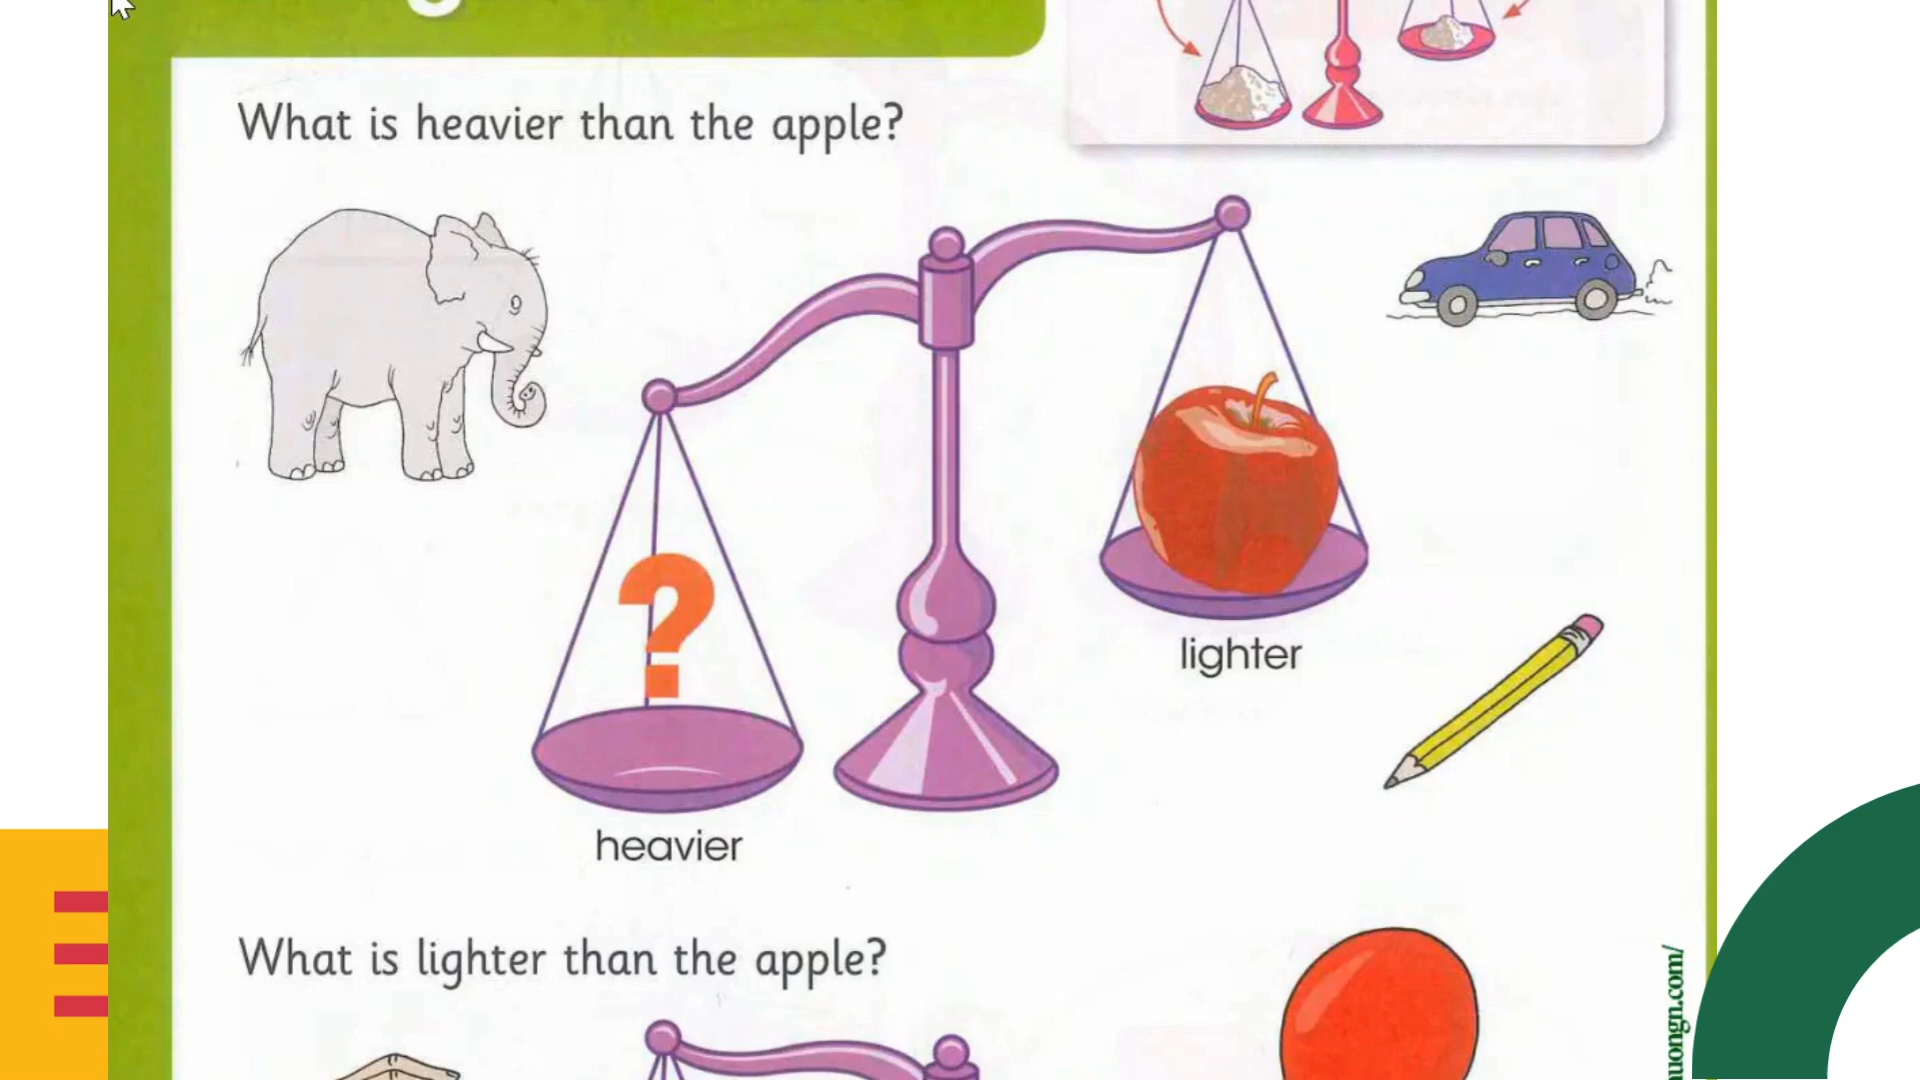 What is heavier than the apple?
?
lighter
heavier
What is lighter than the apple?